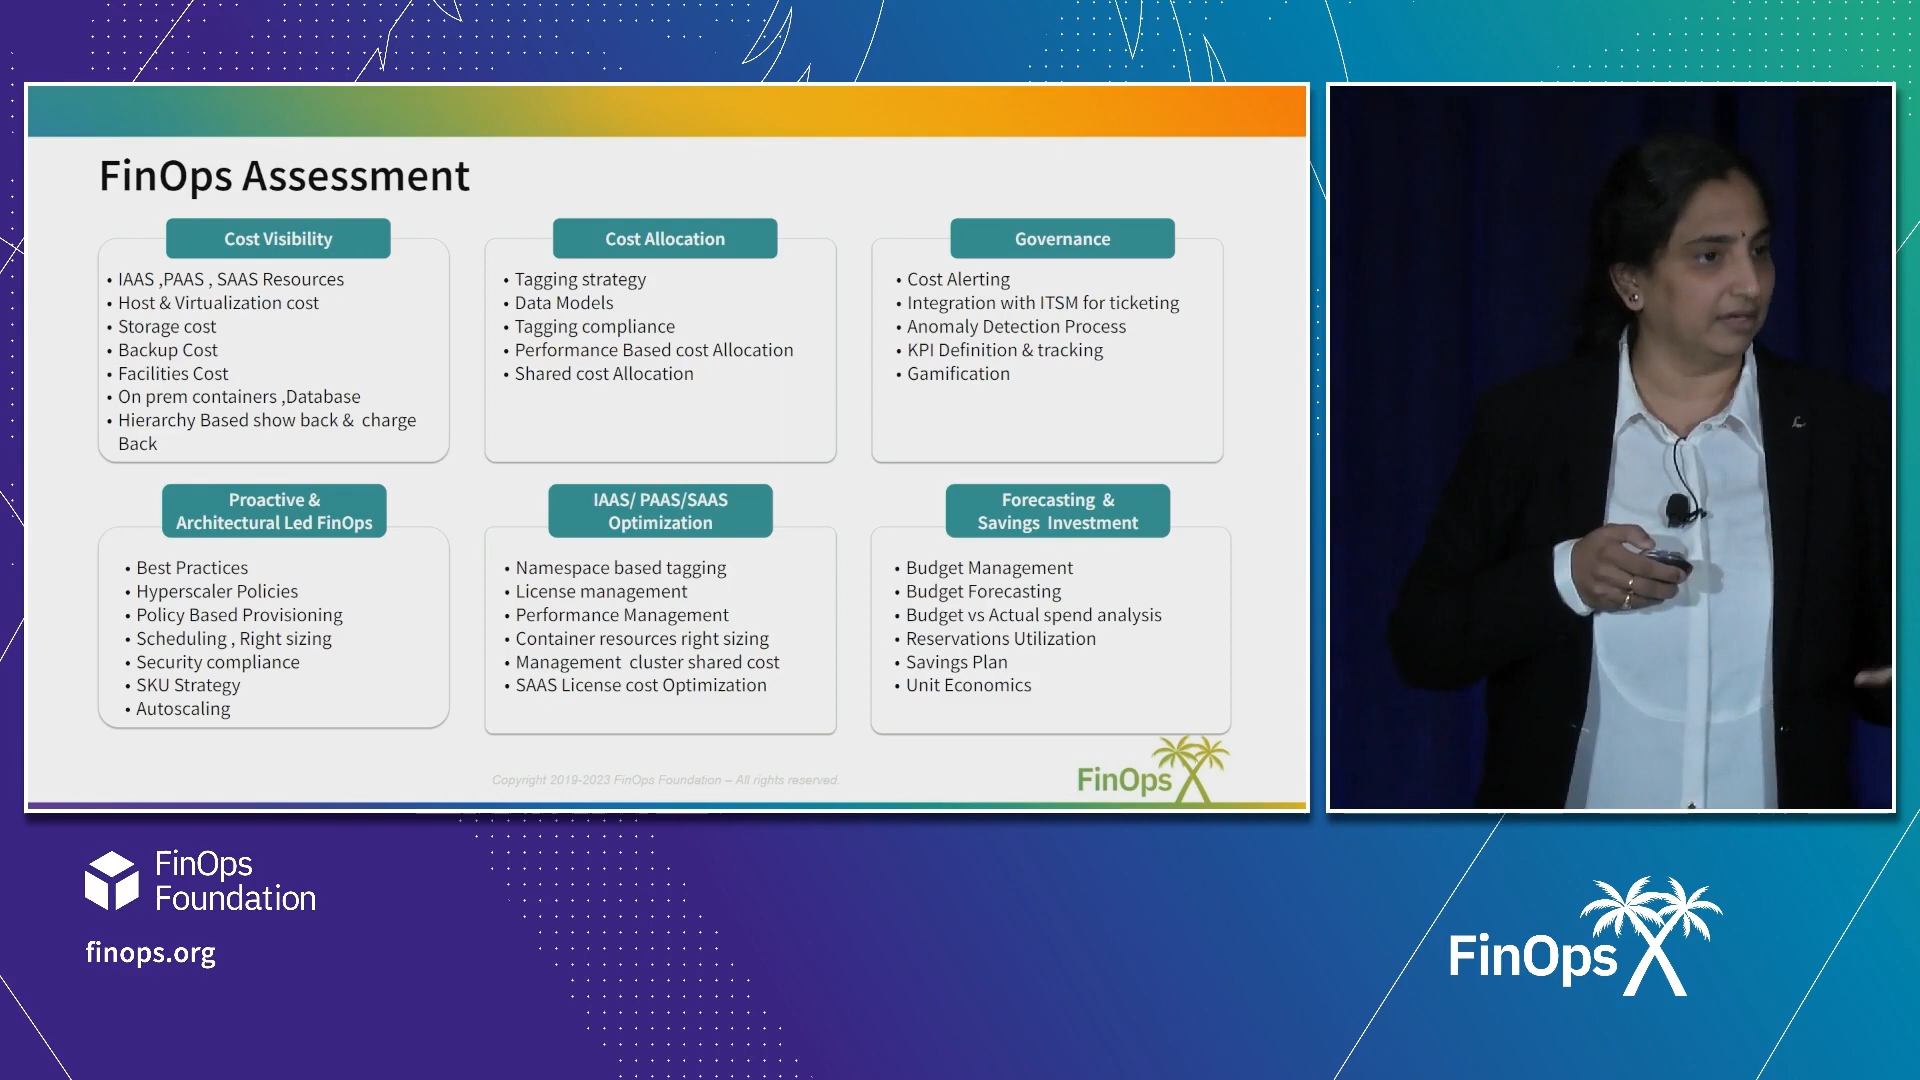 FinOps Assessment
Cost Visibility
• IAAS ,PAAS , SAAS Resources
• Host & Virtualization cost
• Storage cost
• Backup Cost
• Facilities Cost
• On prem containers ,Database
• Hierarchy Based show back & charge
Back
Cost Allocation
• Tagging strategy
• Data Models
• Tagging compliance
• Performance Based cost Allocation
• Shared cost Allocation
Governance
• Cost Alerting
• Integration with ITSM for ticketing
• Anomaly Detection Process
• KPI Definition & tracking
• Gamification
Proactive &
Architectural Led FinOps
• Best Practices
• Hyperscaler Policies
• Policy Based Provisioning
• Scheduling , Right sizing
• Security compliance
• SKU Strategy
• Autoscaling
IAAS/ PAAS/SAAS
Optimization
• Namespace based tagging
• License management
• Performance Management
• Container resources right sizing
• Management cluster shared cost
• SAAS License cost Optimization
Forecasting &
Savings Investment
• Budget Management
• Budget Forecasting
• Budget vs Actual spend analysis
• Reservations Utilization
• Savings Plan
• Unit Economics
Copyright 2019-2023 FinOps Foundation – All rights reserved.
FinOps X
FinOps
Foundation
finops.org
FinOps X